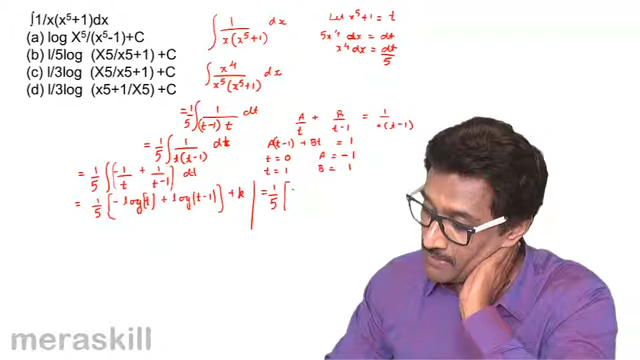 ∫1/x(x⁵+1)dx
(a) log X⁵/(x⁵-1)+C
(b) l/5log (X5/x5+1) +C
(c) l/3log (X5/x5+1) +C
(d) l/3log (x5+1/X5) +C
∫ 1/x(x⁵+1) dx
Let x⁵+1 = t
5x⁴ dx = dt
x⁴ dx = dt/5
∫ x⁴/x⁵(x⁵+1) dx
= 1/5 ∫ 1/(t-1) t dt
A/t + B/t-1 = 1/t(t-1)
= 1/5 ∫ 1/t(t-1) dt
A(t-1) + Bt = 1
t = 0 A = -1
t = 1 B = 1
= 1/5 ∫ (-1/t + 1/t-1) dt
= 1/5 [-log[t] + log(t-1)] + k
= 1/5 [-
meraskill